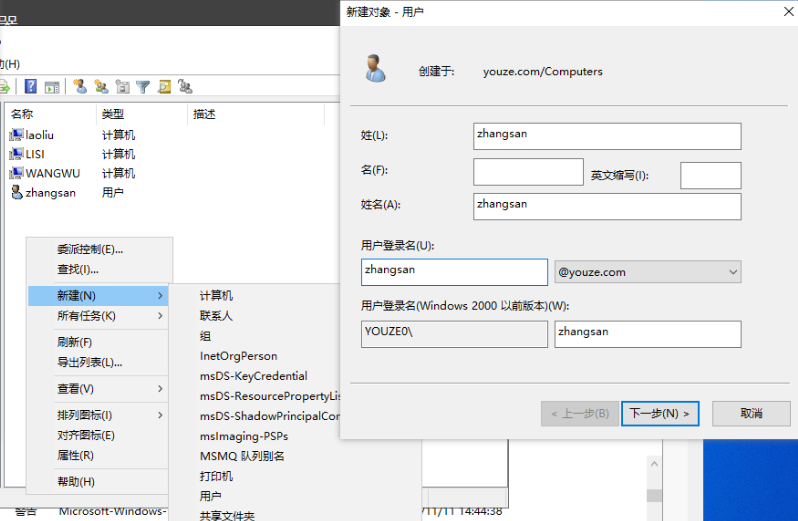 新建对象 - 用户
助(H)
创建于: youze.com/Computers
名称 类型 描述
laoliu 计算机
LISI 计算机
WANGWU 计算机
zhangsan 用户
姓(L): zhangsan
名(F): 英文缩写(I):
姓名(A): zhangsan
用户登录名(U):
zhangsan @youze.com
用户登录名(Windows 2000 以前版本)(W):
YOUZE0\ zhangsan
< 上一步(B) 下一步(N) > 取消
委派控制(E)...
查找(I)...
新建(N)
所有任务(K)
刷新(F)
导出列表(L)...
查看(V)
排列图标(I)
对齐图标(E)
属性(R)
帮助(H)
计算机
联系人
组
InetOrgPerson
msDS-KeyCredential
msDS-ResourcePropertyLis
msDS-ShadowPrincipalCon
msImaging-PSPs
MSMQ 队列别名
打印机
用户
共享文件夹
警告 Microsoft-Windows- /11/11 14:44:38